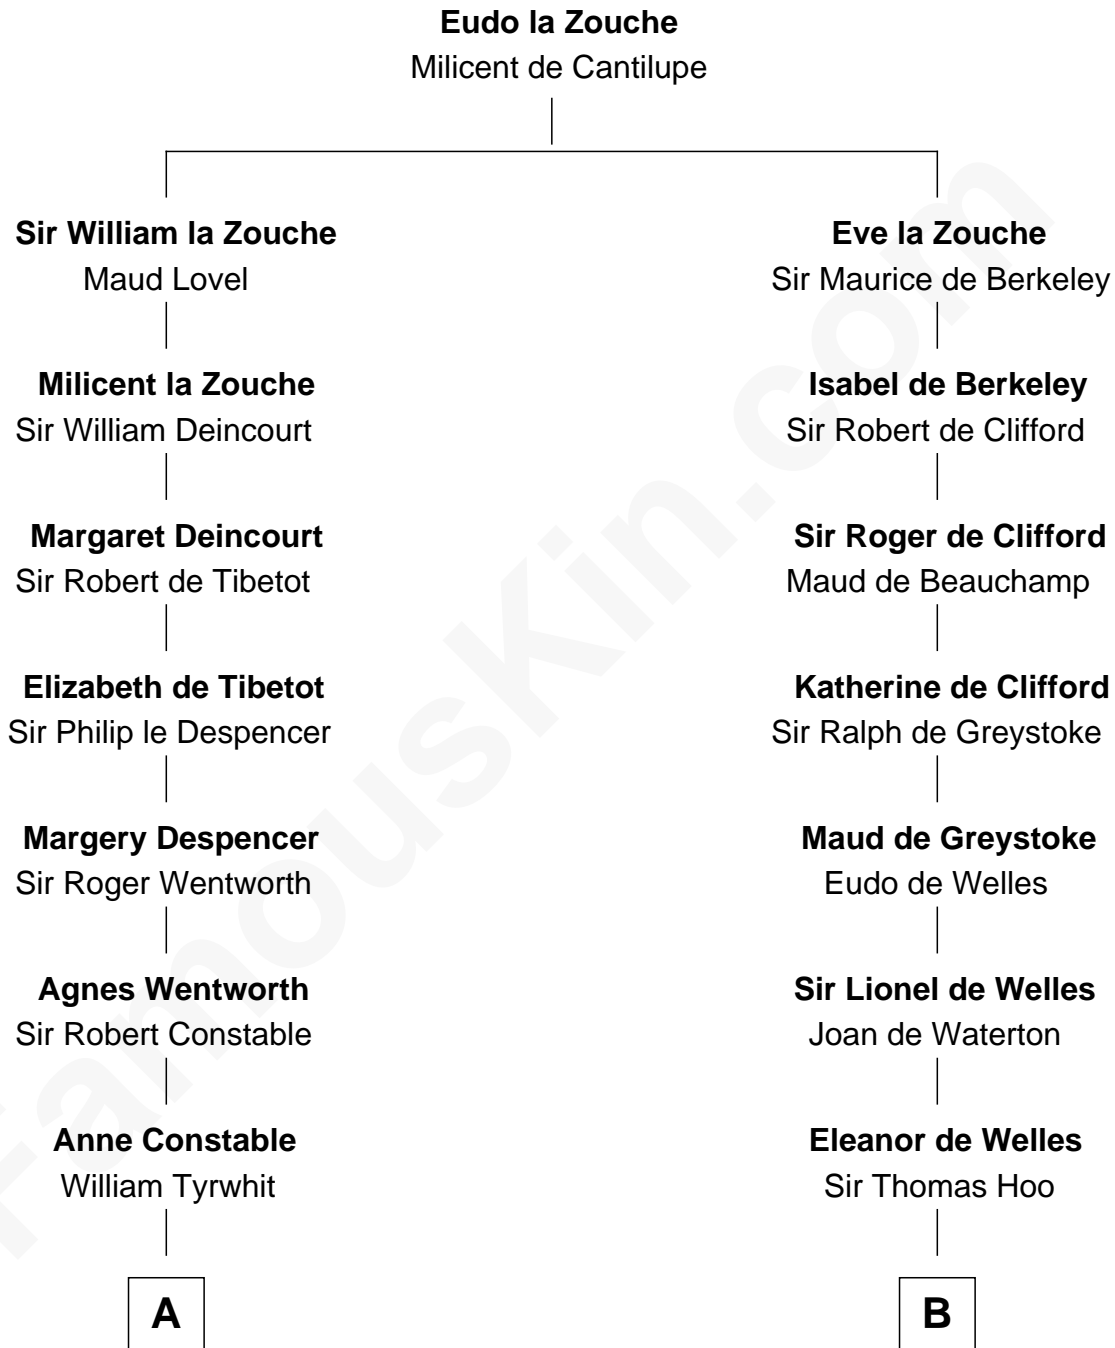 Eudo la Zouche
Milicent de Cantilupe
Sir William la Zouche
Maud Lovel
Eve la Zouche
Sir Maurice de Berkeley
Milicent la Zouche
Sir William Deincourt
Isabel de Berkeley
Sir Robert de Clifford
Margaret Deincourt
Sir Robert de Tibetot
Sir Roger de Clifford
Maud de Beauchamp
Elizabeth de Tibetot
Sir Philip le Despencer
Katherine de Clifford
Sir Ralph de Greystoke
Margery Despencer
Sir Roger Wentworth
Maud de Greystoke
Eudo de Welles
Agnes Wentworth
Sir Robert Constable
Sir Lionel de Welles
Joan de Waterton
Anne Constable
William Tyrwhit
Eleanor de Welles
Sir Thomas Hoo
A
B
FamousKin.com